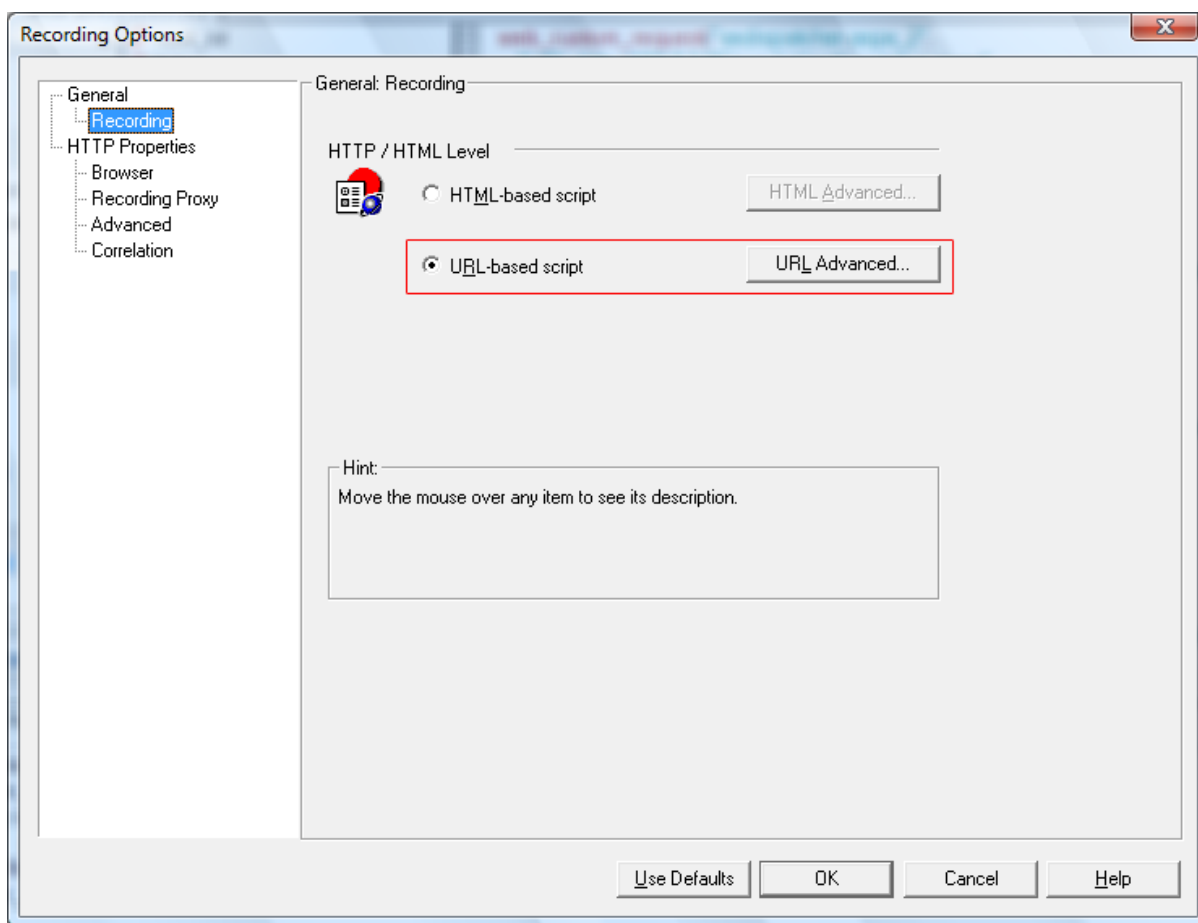 Recording Options
General
Recording
HTTP Properties
Browser
Recording Proxy
Advanced
Correlation
General: Recording
HTTP / HTML Level
HTML-based script
HTML Advanced...
URL-based script
URL Advanced...
Hint:
Move the mouse over any item to see its description.
Use Defaults
OK
Cancel
Help